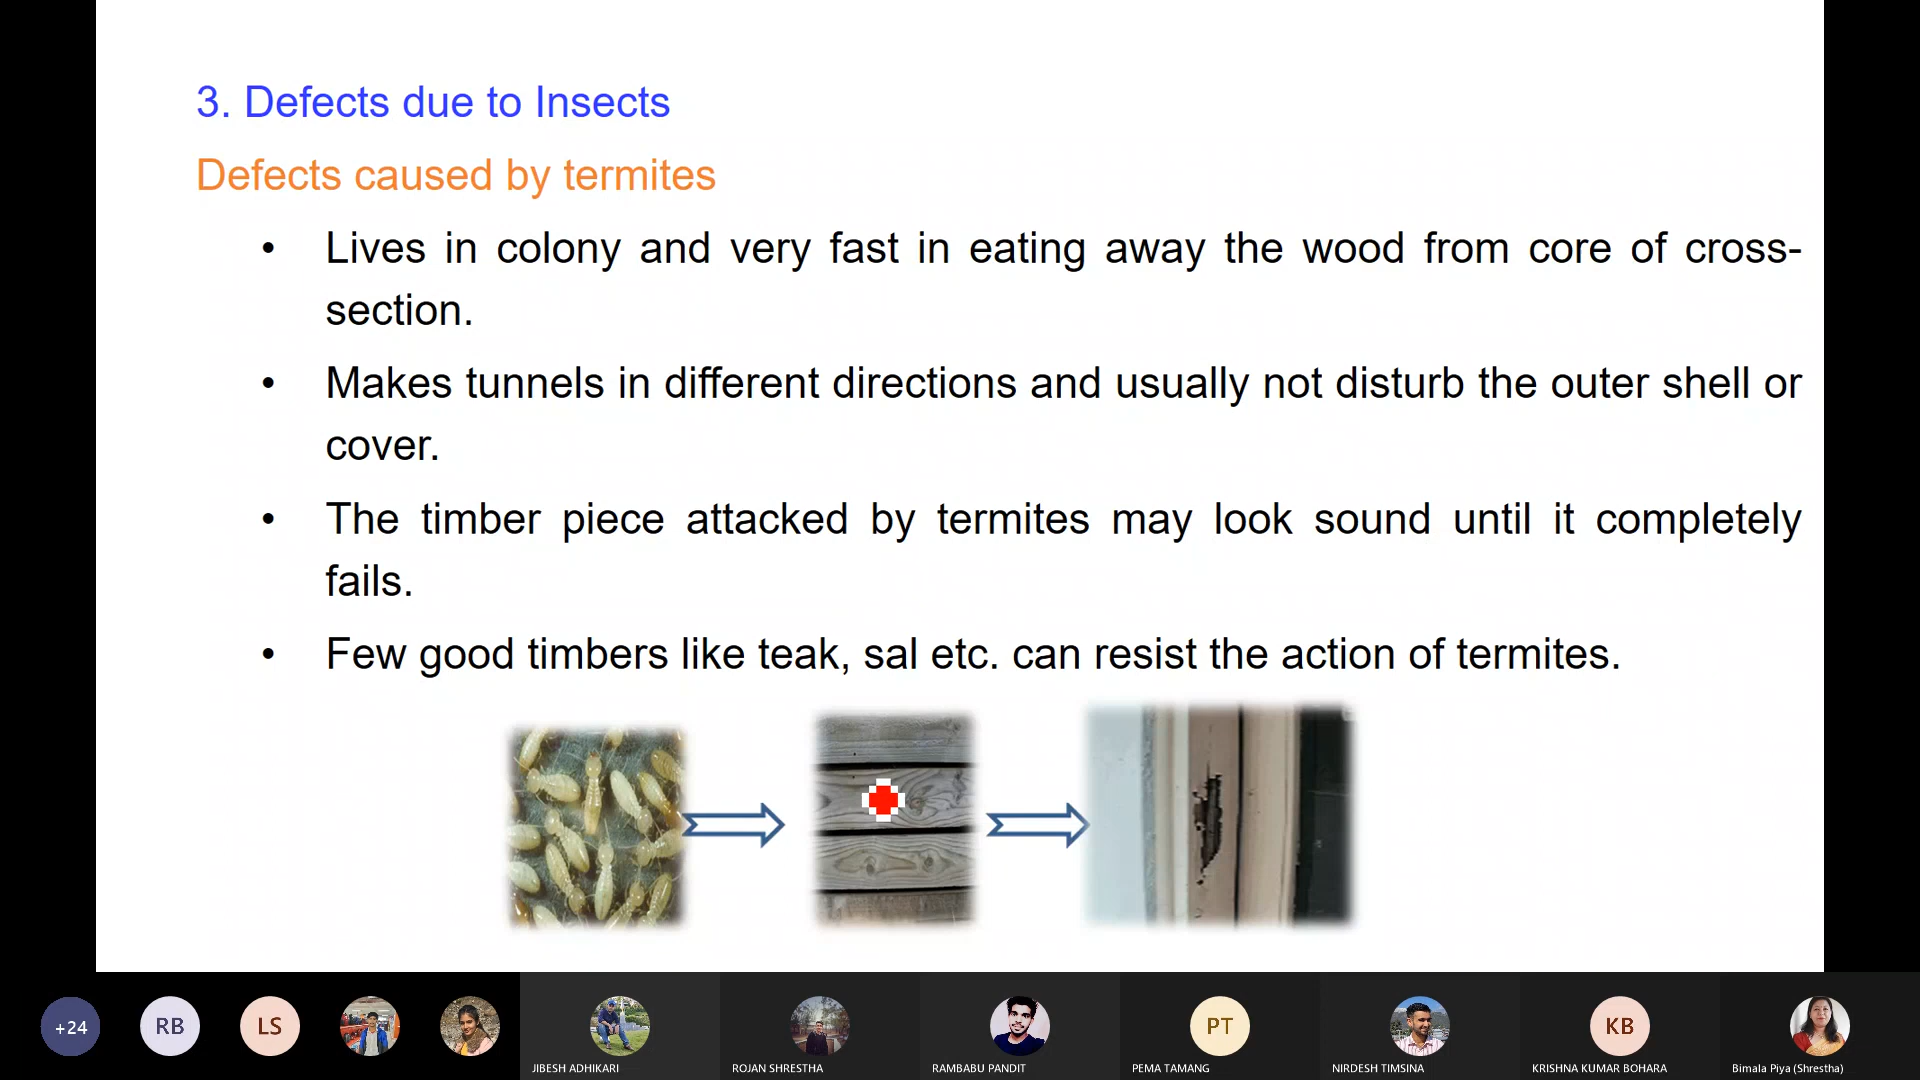 3. Defects due to Insects
Defects caused by termites
• Lives in colony and very fast in eating away the wood from core of cross-
section.
• Makes tunnels in different directions and usually not disturb the outer shell or
cover.
• The timber piece attacked by termites may look sound until it completely
fails.
• Few good timbers like teak, sal etc. can resist the action of termites.
+24 RB LS PT KB
JIBESH ADHIKARI ROJAN SHRESTHA RAMBABU PANDIT PEMA TAMANG NIRDESH TIMSINA KRISHNA KUMAR BOHARA Bimala Piya (Shrestha)